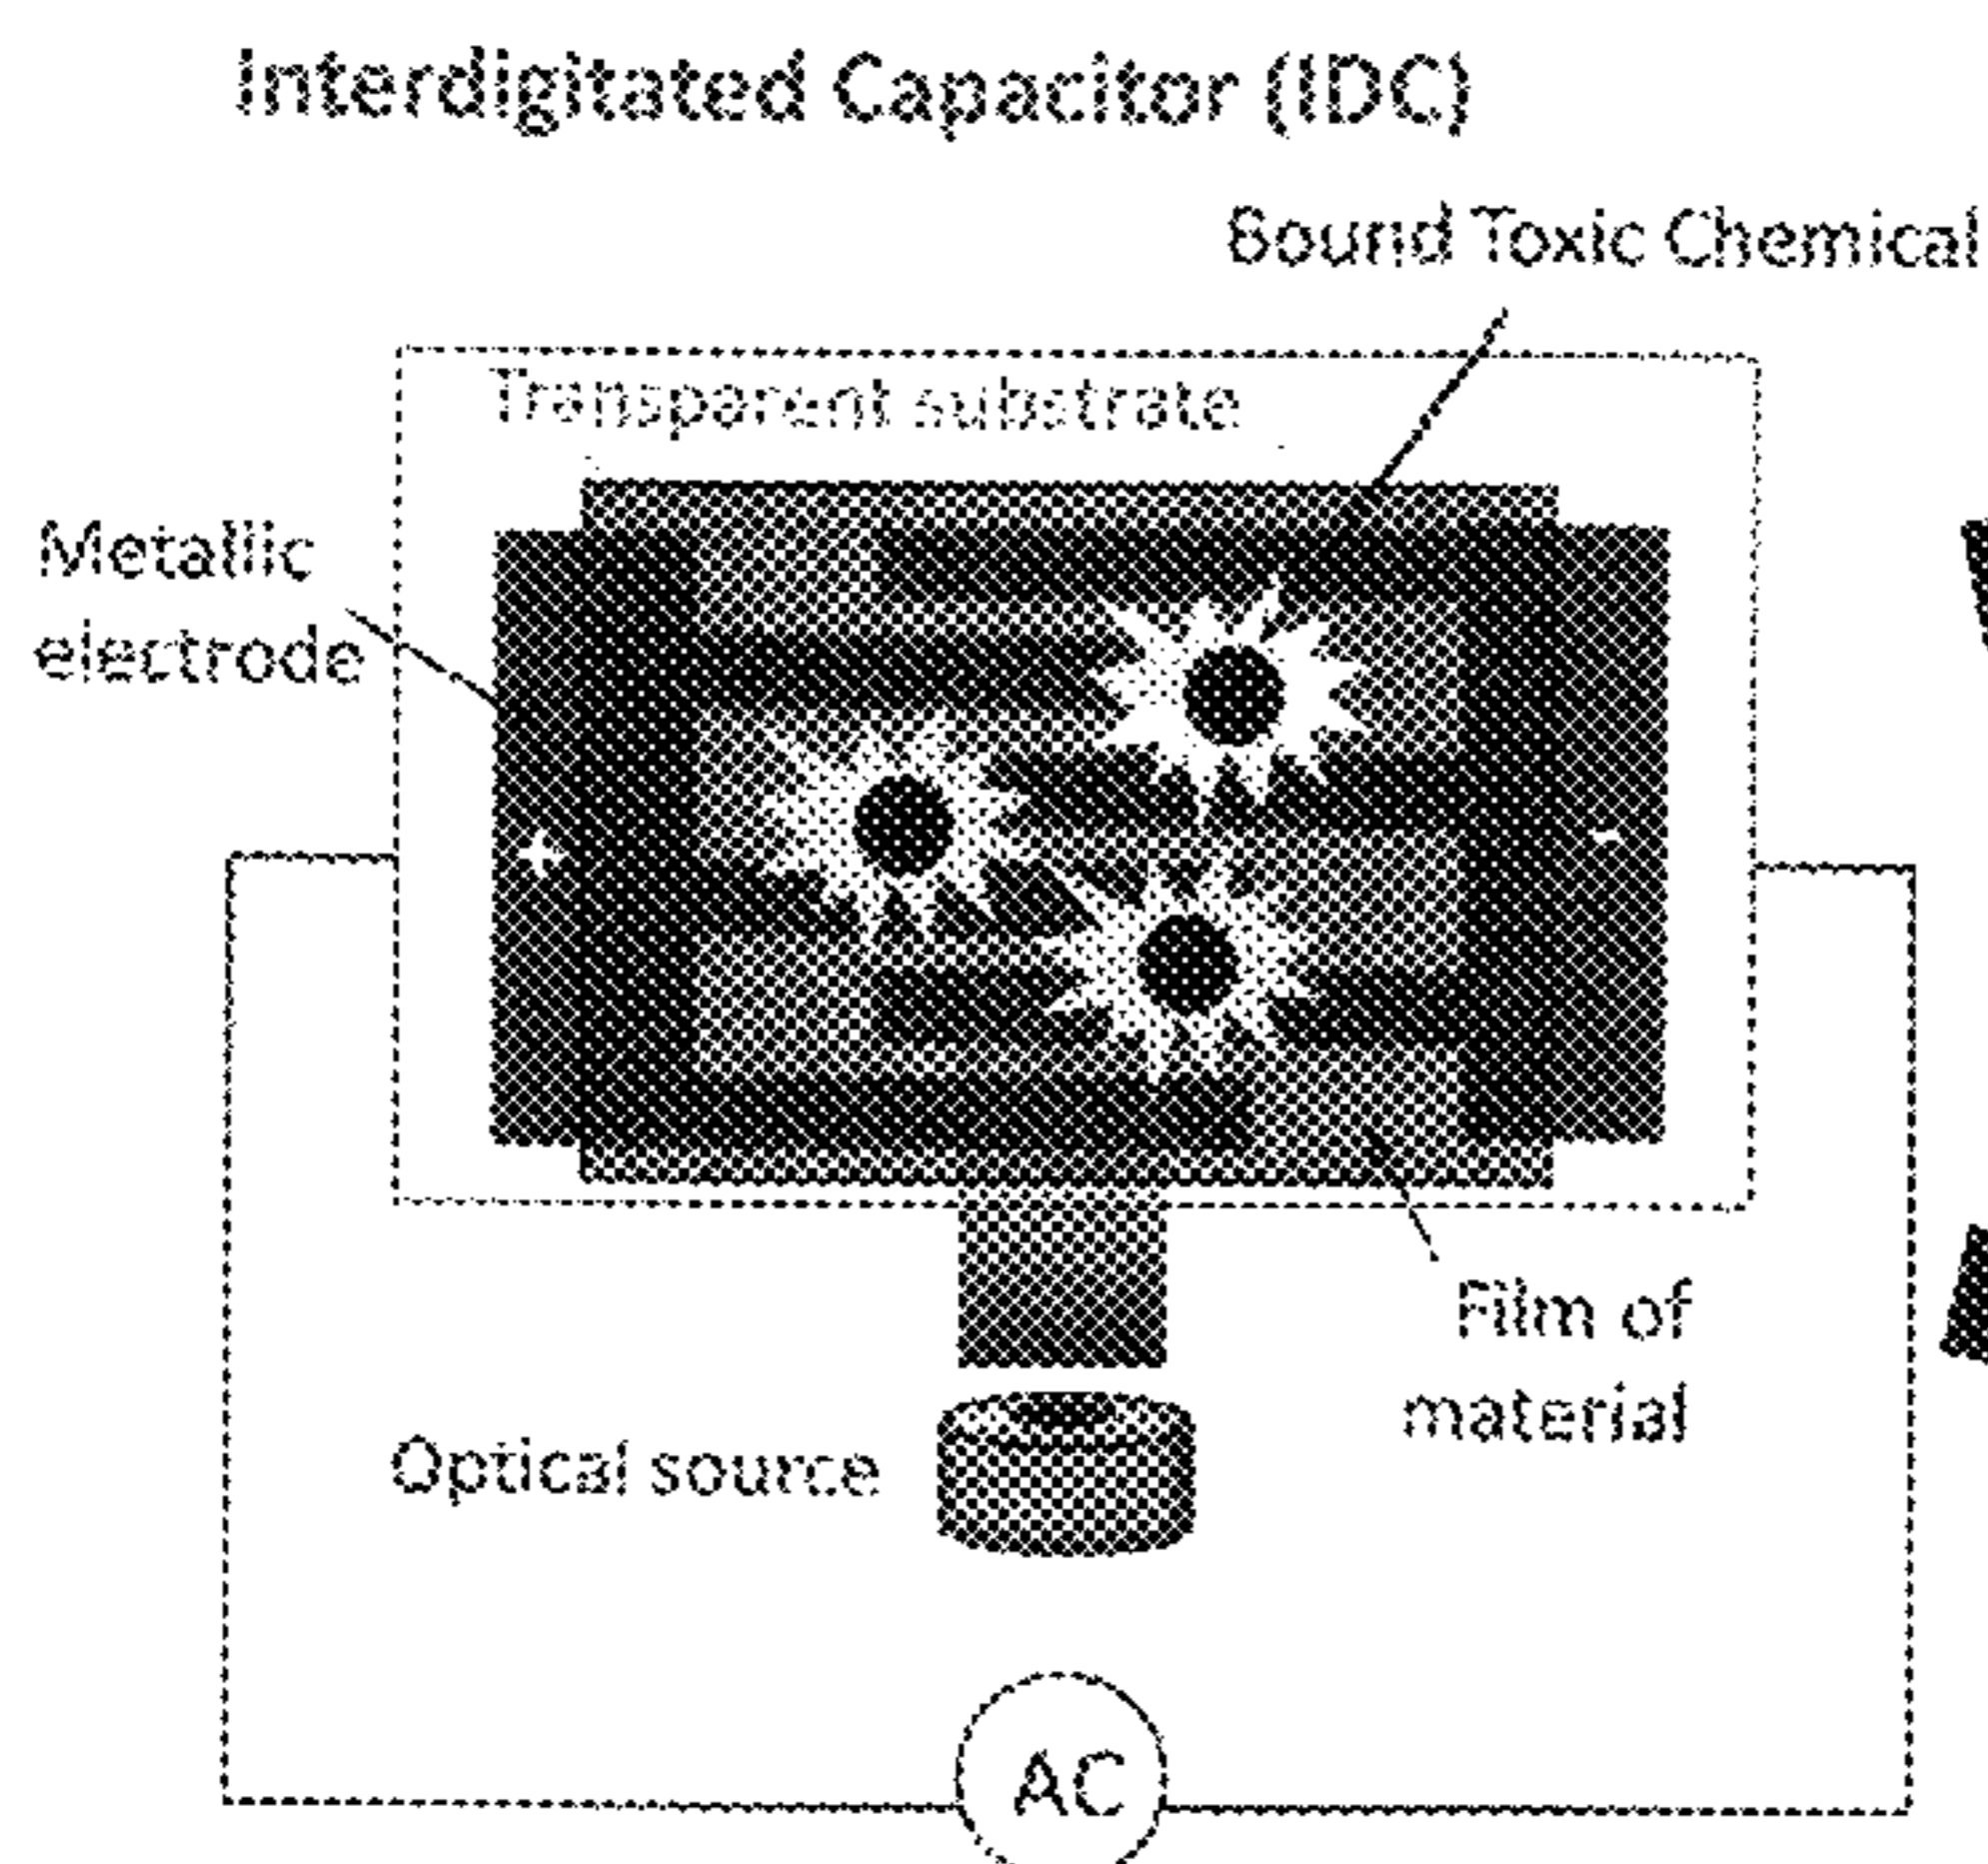 Interdigitated Capacitor (IDC)
Bound Toxic Chemical
Transparent substrate
Metallic
electrode
+
-
Film of
material
Optical source
AC